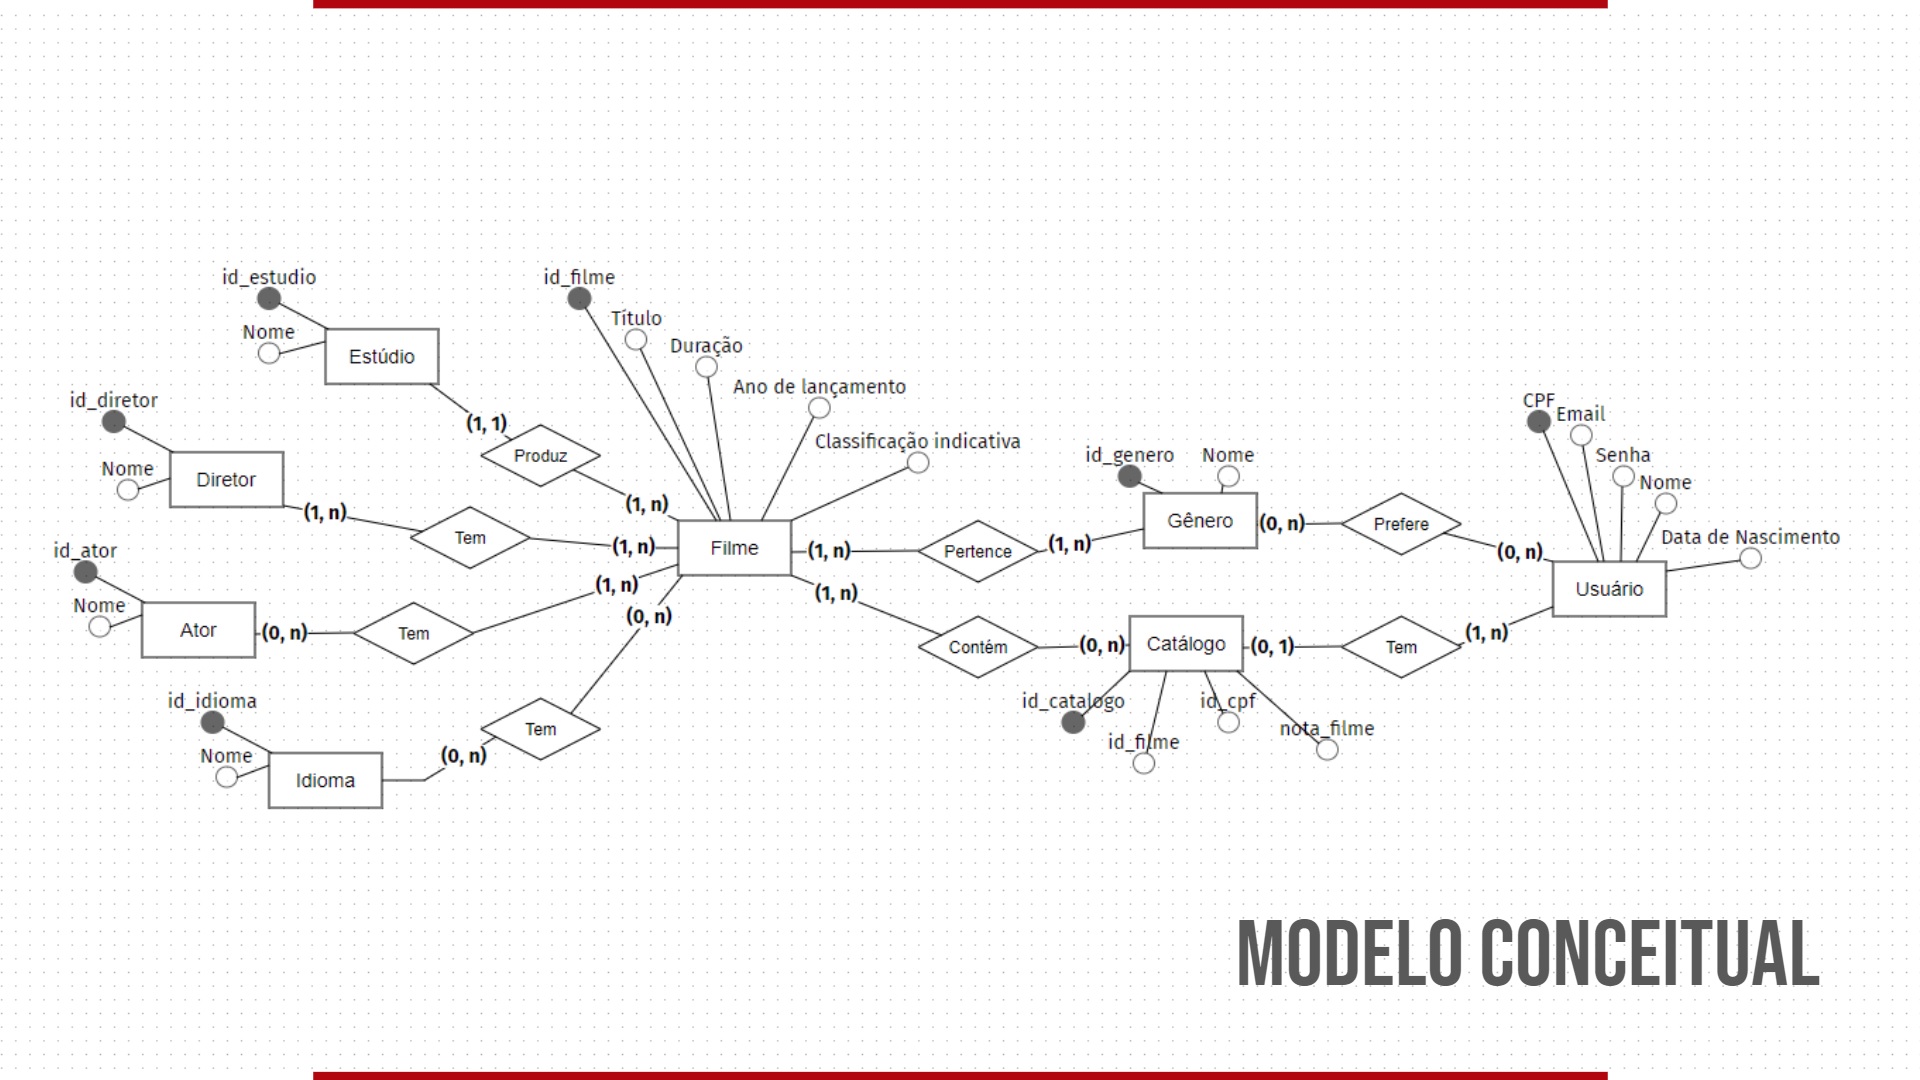 id_estudio
Nome
Estúdio
id_filme
Título
Duração
Ano de lançamento
Classificação indicativa
(1, 1)
Produz
(1, n)
id_diretor
Nome
Diretor
(1, n)
Tem
(1, n)
Filme
id_ator
Nome
Ator
(0, n)
Tem
(1, n)
(0, n)
id_idioma
Nome
Idioma
(0, n)
Tem
(1, n)
Pertence
(1, n)
id_genero
Nome
Gênero
(0, n)
Prefere
(0, n)
CPF
Email
Senha
Nome
Data de Nascimento
Usuário
(1, n)
Contém
(0, n)
Catálogo
(0, 1)
Tem
(1, n)
id_catalogo
id_filme
id_cpf
nota_filme
MODELO CONCEITUAL